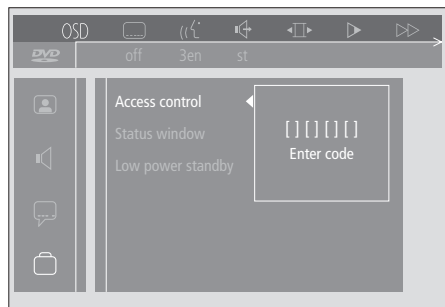 OSD
DVD off 3en st
Access control
Status window
Low power standby
[ ] [ ] [ ] [ ]
Enter code